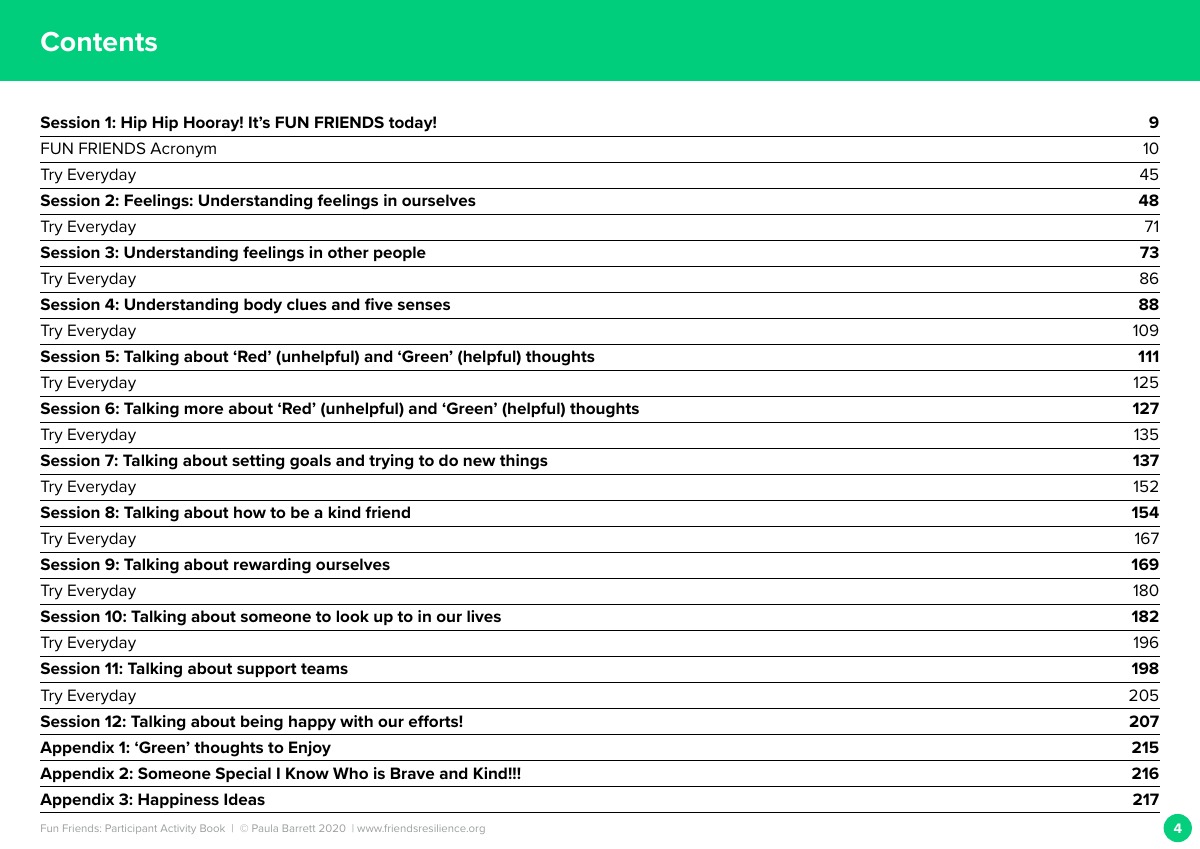 Contents
Session 1: Hip Hip Hooray! It’s FUN FRIENDS today! 9
FUN FRIENDS Acronym 10
Try Everyday 45
Session 2: Feelings: Understanding feelings in ourselves 48
Try Everyday 71
Session 3: Understanding feelings in other people 73
Try Everyday 86
Session 4: Understanding body clues and five senses 88
Try Everyday 109
Session 5: Talking about ‘Red’ (unhelpful) and ‘Green’ (helpful) thoughts 111
Try Everyday 125
Session 6: Talking more about ‘Red’ (unhelpful) and ‘Green’ (helpful) thoughts 127
Try Everyday 135
Session 7: Talking about setting goals and trying to do new things 137
Try Everyday 152
Session 8: Talking about how to be a kind friend 154
Try Everyday 167
Session 9: Talking about rewarding ourselves 169
Try Everyday 180
Session 10: Talking about someone to look up to in our lives 182
Try Everyday 196
Session 11: Talking about support teams 198
Try Everyday 205
Session 12: Talking about being happy with our efforts! 207
Appendix 1: ‘Green’ thoughts to Enjoy 215
Appendix 2: Someone Special I Know Who is Brave and Kind!!! 216
Appendix 3: Happiness Ideas 217
Fun Friends: Participant Activity Book | © Paula Barrett 2020 | www.friendsresilience.org 4